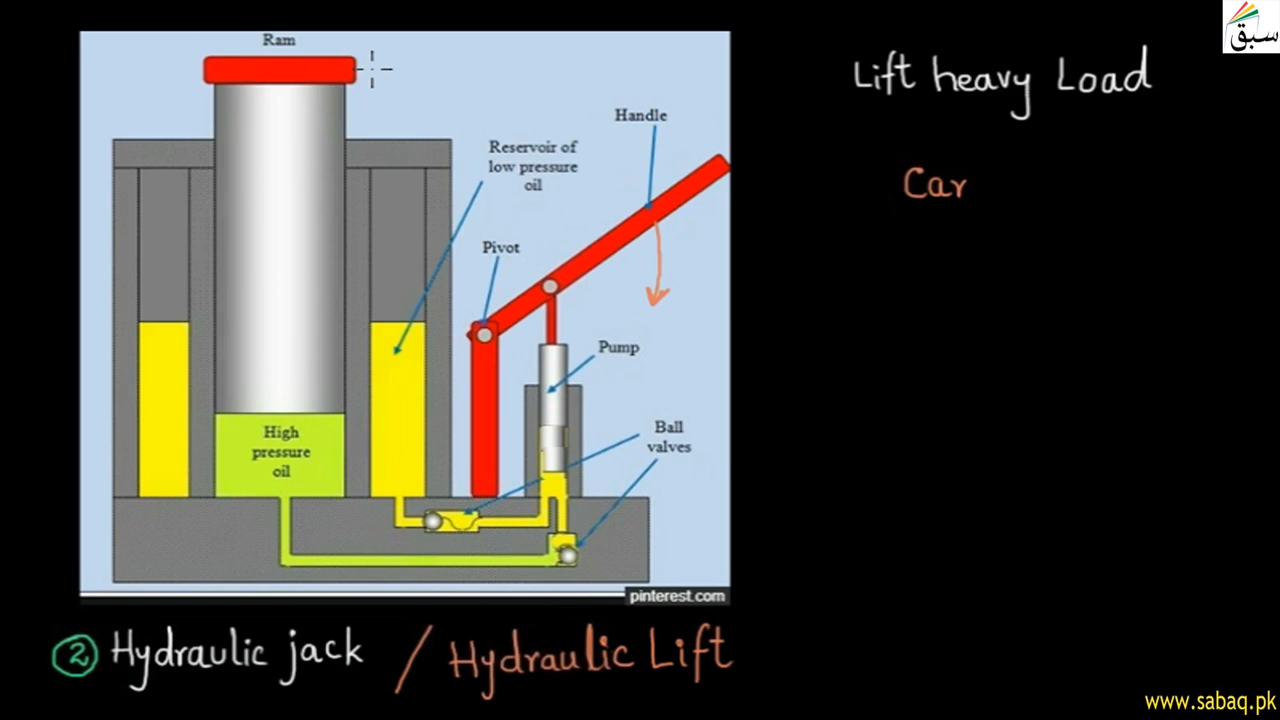 سبق
Ram
Lift heavy Load
Handle
Reservoir of
low pressure
oil
Car
Pivot
Pump
High
pressure
oil
Ball
valves
pinterest.com
2 Hydraulic jack / Hydraulic Lift
www.sabaq.pk